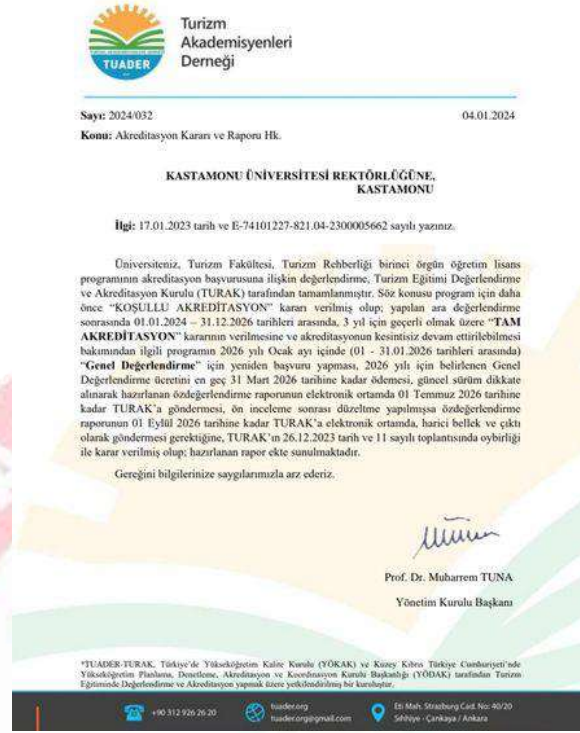 TUADER
Turizm
Akademisyenleri
Derneği
Sayı: 2024/032 04.01.2024
Konu: Akreditasyon Kararı ve Raporu Hk.
KASTAMONU ÜNİVERSİTESİ REKTÖRLÜĞÜNE,
KASTAMONU
İlgi: 17.01.2023 tarih ve E-74101227-821.04-2300005662 sayılı yazınız.
Üniversiteniz, Turizm Fakültesi, Turizm Rehberliği birinci örgün öğretim lisans
programının akreditasyon başvurusuna ilişkin değerlendirme, Turizm Eğitimi Değerlendirme
ve Akreditasyon Kurulu (TURAK) tarafından tamamlanmıştır. Söz konusu program için daha
önce “KOŞULLU AKREDİTASYON” kararı verilmiş olup; yapılan ara değerlendirme
sonrasında 01.01.2024 – 31.12.2026 tarihleri arasında, 3 yıl için geçerli olmak üzere “TAM
AKREDİTASYON” kararının verilmesine ve akreditasyonun kesintisiz devam ettirilebilmesi
bakımından ilgili programın 2026 yılı Ocak ayı içinde (01 - 31.01.2026 tarihleri arasında)
“Genel Değerlendirme” için yeniden başvuru yapması, 2026 yılı için belirlenen Genel
Değerlendirme ücretini en geç 31 Mart 2026 tarihine kadar ödemesi, güncel sürüm dikkate
alınarak hazırlanan özdeğerlendirme raporunun elektronik ortamda 01 Temmuz 2026 tarihine
kadar TURAK’a göndermesi, ön inceleme sonrası düzeltme yapılmışsa özdeğerlendirme
raporunun 01 Eylül 2026 tarihine kadar TURAK’a elektronik ortamda, harici bellek ve çıktı
olarak göndermesi gerektiğine, TURAK’ın 26.12.2023 tarih ve 11 sayılı toplantısında oybirliği
ile karar verilmiş olup; hazırlanan rapor ekte sunulmaktadır.
Gereğini bilgilerinize saygılarımızla arz ederiz.
Prof. Dr. Muharrem TUNA
Yönetim Kurulu Başkanı
*TUADER-TURAK, Türkiye’de Yükseköğretim Kalite Kurulu (YÖKAK) ve Kuzey Kıbrıs Türkiye Cumhuriyeti’nde
Yükseköğretim Planlama, Denetleme, Akreditasyon ve Koordinasyon Kurulu Başkanlığı (YÖDAK) tarafından Turizm
Eğitiminde Değerlendirme ve Akreditasyon yapmak üzere yetkilendirilmiş bir kuruluştur.
+90 312 926 26 20
tuader.org
tuader.org@gmail.com
Eti Mah. Strazburg Cad. No: 40/20
Sıhhiye - Çankaya / Ankara